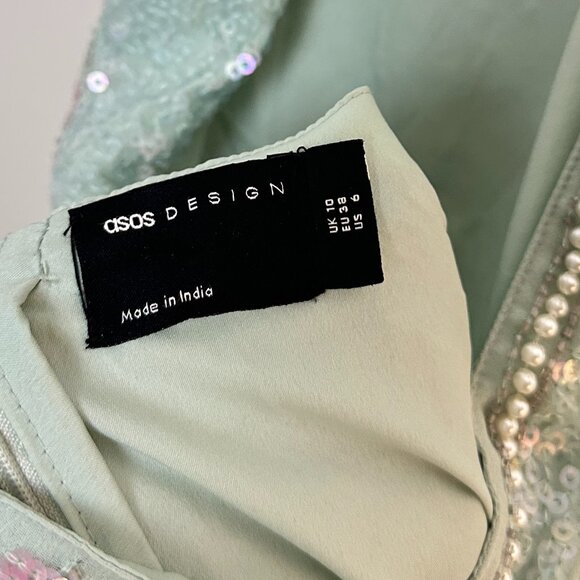 asos DESIGN
UK 10
EU 38
US 6
Made in India